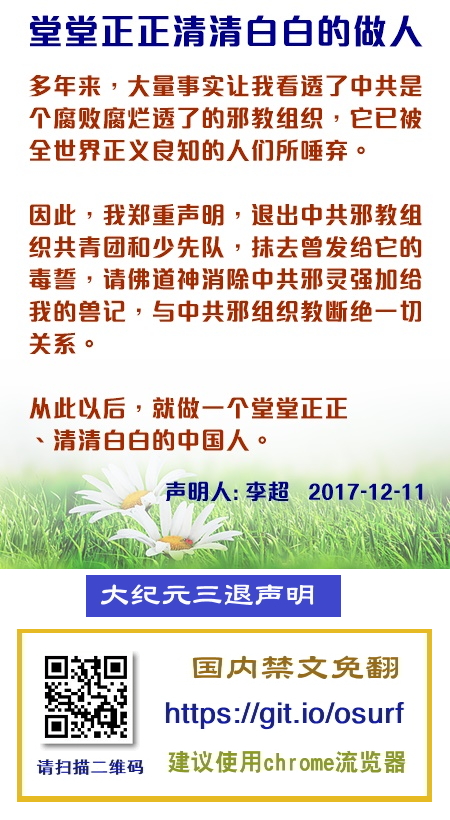 堂堂正正清清白白的做人
多年来，大量事实让我看透了中共是
个腐败腐烂透了的邪教组织，它已被
全世界正义良知的人们所唾弃。
因此，我郑重声明，退出中共邪教组
织共青团和少先队，抹去曾发给它的
毒誓，请佛道神消除中共邪灵强加给
我的兽记，与中共邪组织教断绝一切
关系。
从此以后，就做一个堂堂正正
、清清白白的中国人。
声明人: 李超 2017-12-11
大纪元三退声明
国内禁文免翻
https://git.io/osurf
请扫描二维码
建议使用chrome流览器